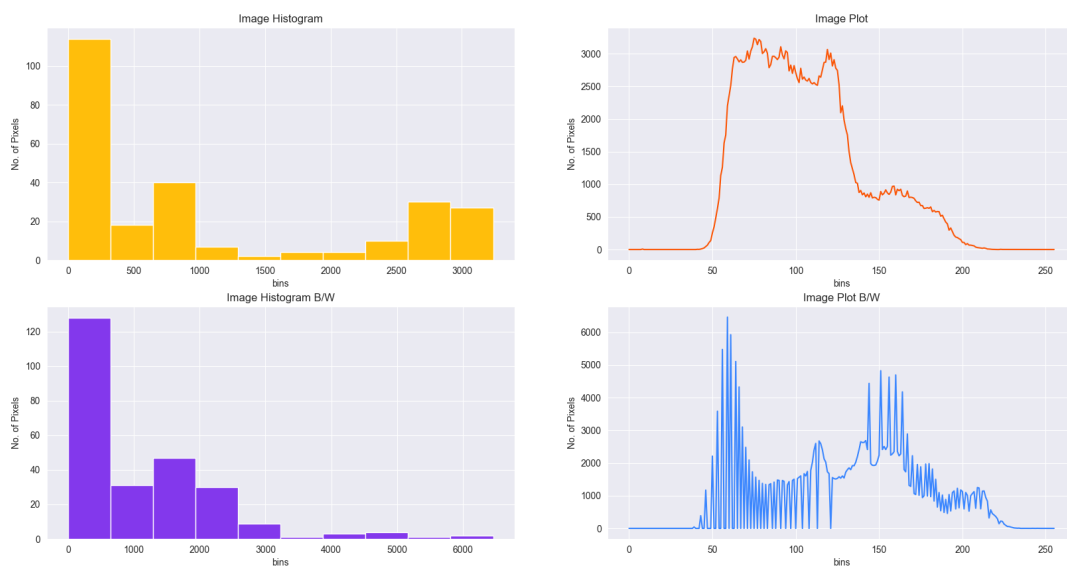 Image Histogram
No. of Pixels
100
80
60
40
20
0
0 500 1000 1500 2000 2500 3000
bins
Image Plot
No. of Pixels
3000
2500
2000
1500
1000
500
0
0 50 100 150 200 250
bins
Image Histogram B/W
No. of Pixels
120
100
80
60
40
20
0
0 1000 2000 3000 4000 5000 6000
bins
Image Plot B/W
No. of Pixels
6000
5000
4000
3000
2000
1000
0
0 50 100 150 200 250
bins